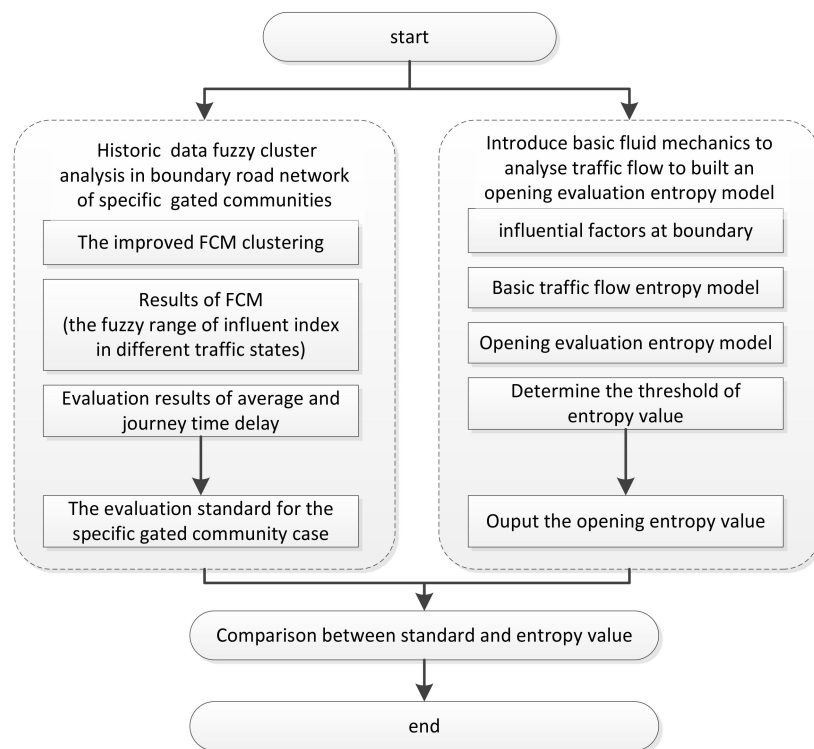 start
Historic data fuzzy cluster
analysis in boundary road network
of specific gated communities
The improved FCM clustering
Results of FCM
(the fuzzy range of influent index
in different traffic states)
Evaluation results of average and
journey time delay
The evaluation standard for the
specific gated community case
Introduce basic fluid mechanics to
analyse traffic flow to built an
opening evaluation entropy model
influential factors at boundary
Basic traffic flow entropy model
Opening evaluation entropy model
Determine the threshold of
entropy value
Ouput the opening entropy value
Comparison between standard and entropy value
end